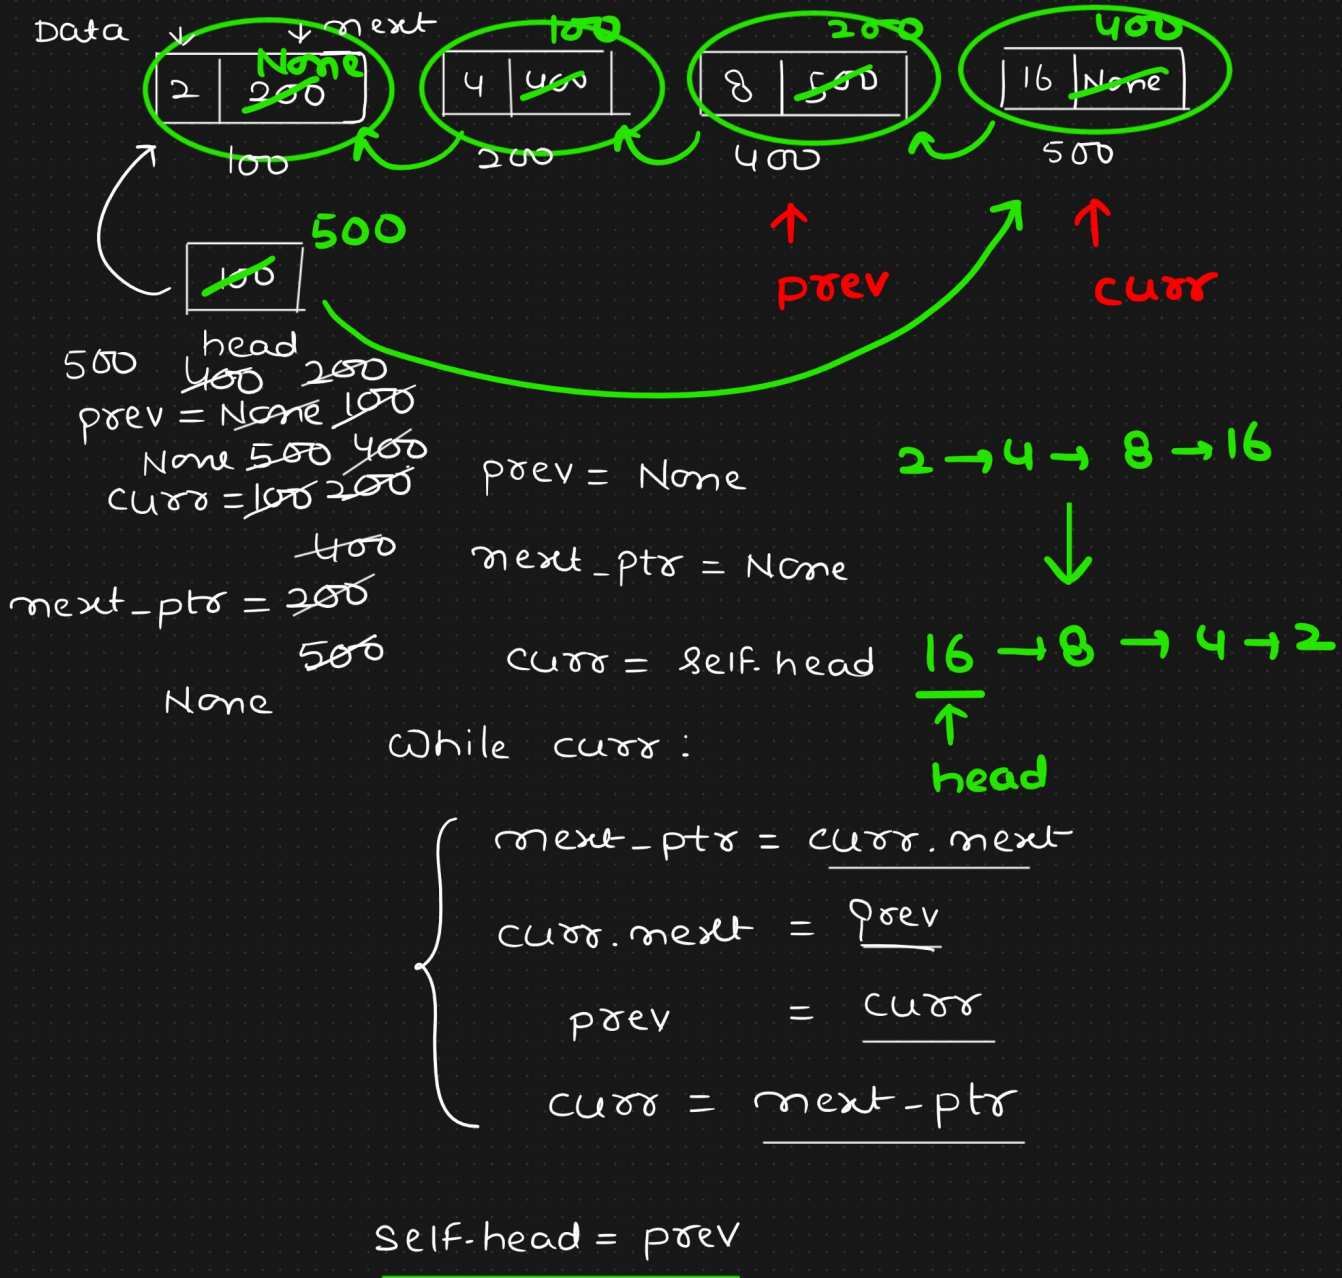 Data next
None 100 200 400
2 200 4 400 8 500 16 None
100 200 400 500
500
100
prev curr
head
500 400 200
prev = None 100
None 500 400
curr = 100 200
400
next_ptr = 200
500
None
prev = None
next_ptr = None
curr = self.head
While curr :
next_ptr = curr.next
curr.next = prev
prev = curr
curr = next_ptr
self.head = prev
2 → 4 → 8 → 16
16 → 8 → 4 → 2
head